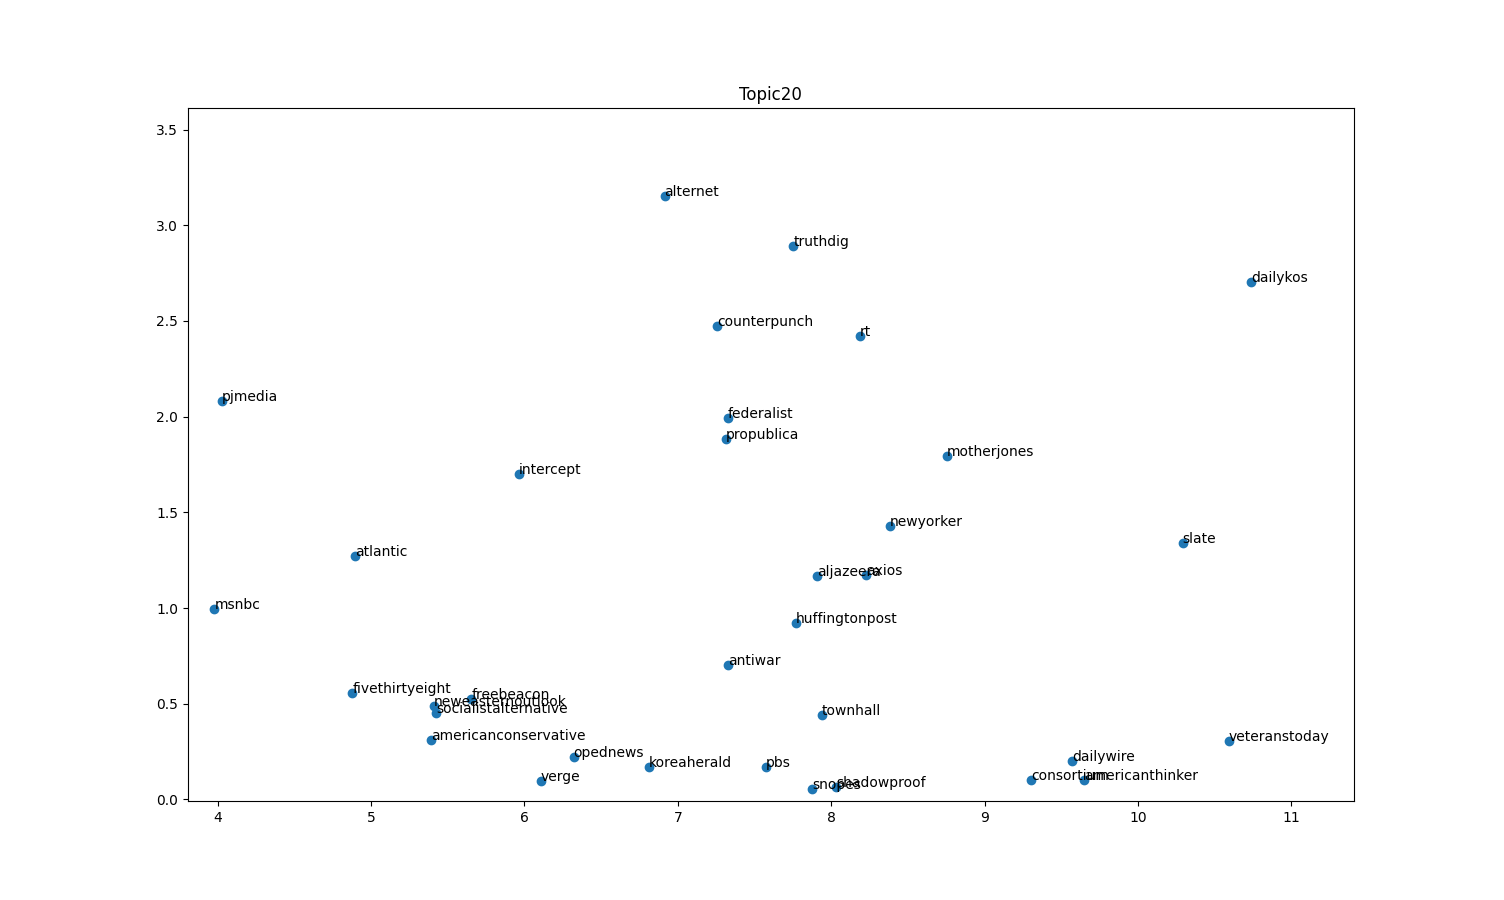 Topic20
3.5
alternet
3.0
truthdig
dailykos
2.5
counterpunch
rt
pjmedia
2.0
federalist
propublica
motherjones
intercept
1.5
newyorker
slate
atlantic
aljazeera
axios
msnbc
1.0
huffingtonpost
antiwar
fivethirtyeight
freebeacon
neweasternoutlook
socialistalternative
0.5
townhall
americanconservative
veteranstoday
opednews
koreaherald
pbs
dailywire
verge
snopes
shadowproof
consortium
americanthinker
0.0
4 5 6 7 8 9 10 11